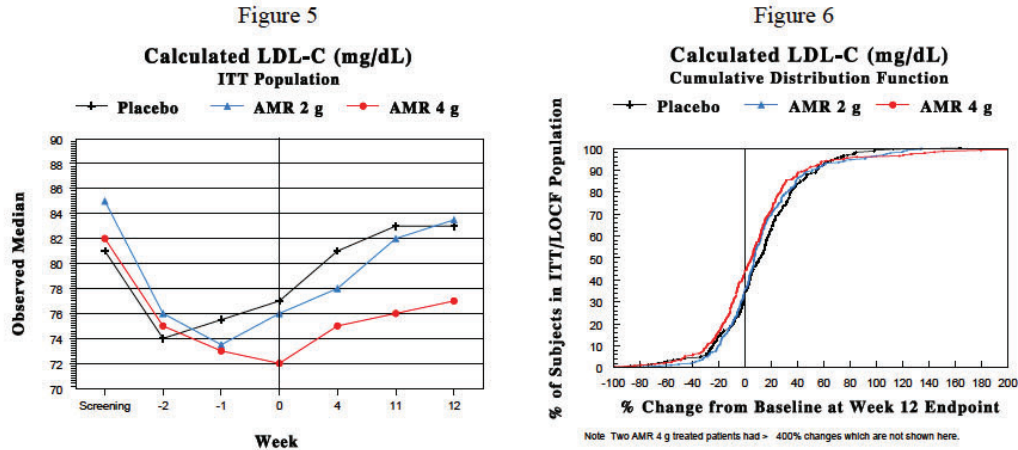 Figure 5
Calculated LDL-C (mg/dL)
ITT Population
Placebo AMR 2 g AMR 4 g
Observed Median
90
88
86
84
82
80
78
76
74
72
70
Screening -2 -1 0 4 11 12
Week
Figure 6
Calculated LDL-C (mg/dL)
Cumulative Distribution Function
Placebo AMR 2 g AMR 4 g
% of Subjects in ITT/LOCF Population
100
90
80
70
60
50
40
30
20
10
0
-100 -80 -60 -40 -20 0 20 40 60 80 100 120 140 160 180 200
% Change from Baseline at Week 12 Endpoint
Note Two AMR 4 g treated patients had > 400% changes which are not shown here.